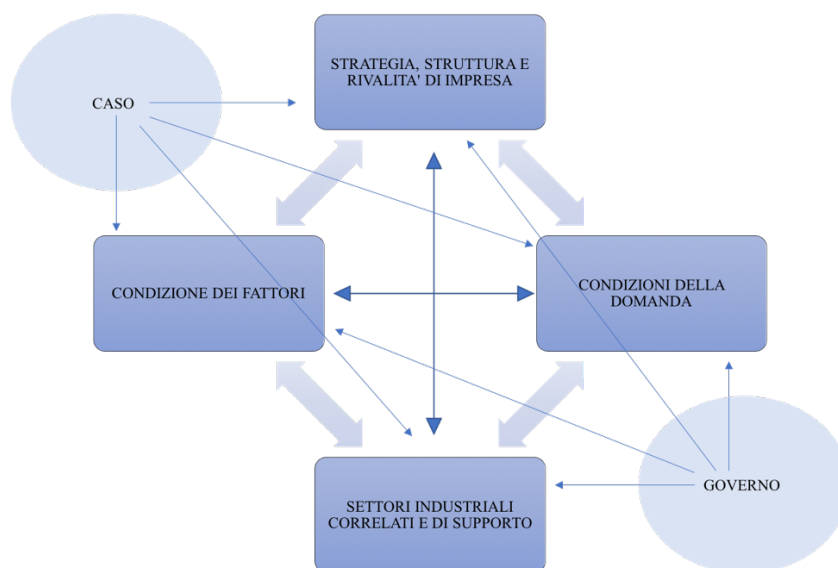 STRATEGIA, STRUTTURA E
RIVALITA' DI IMPRESA
CASO
CONDIZIONE DEI FATTORI
CONDIZIONI DELLA
DOMANDA
SETTORI INDUSTRIALI
CORRELATI E DI SUPPORTO
GOVERNO